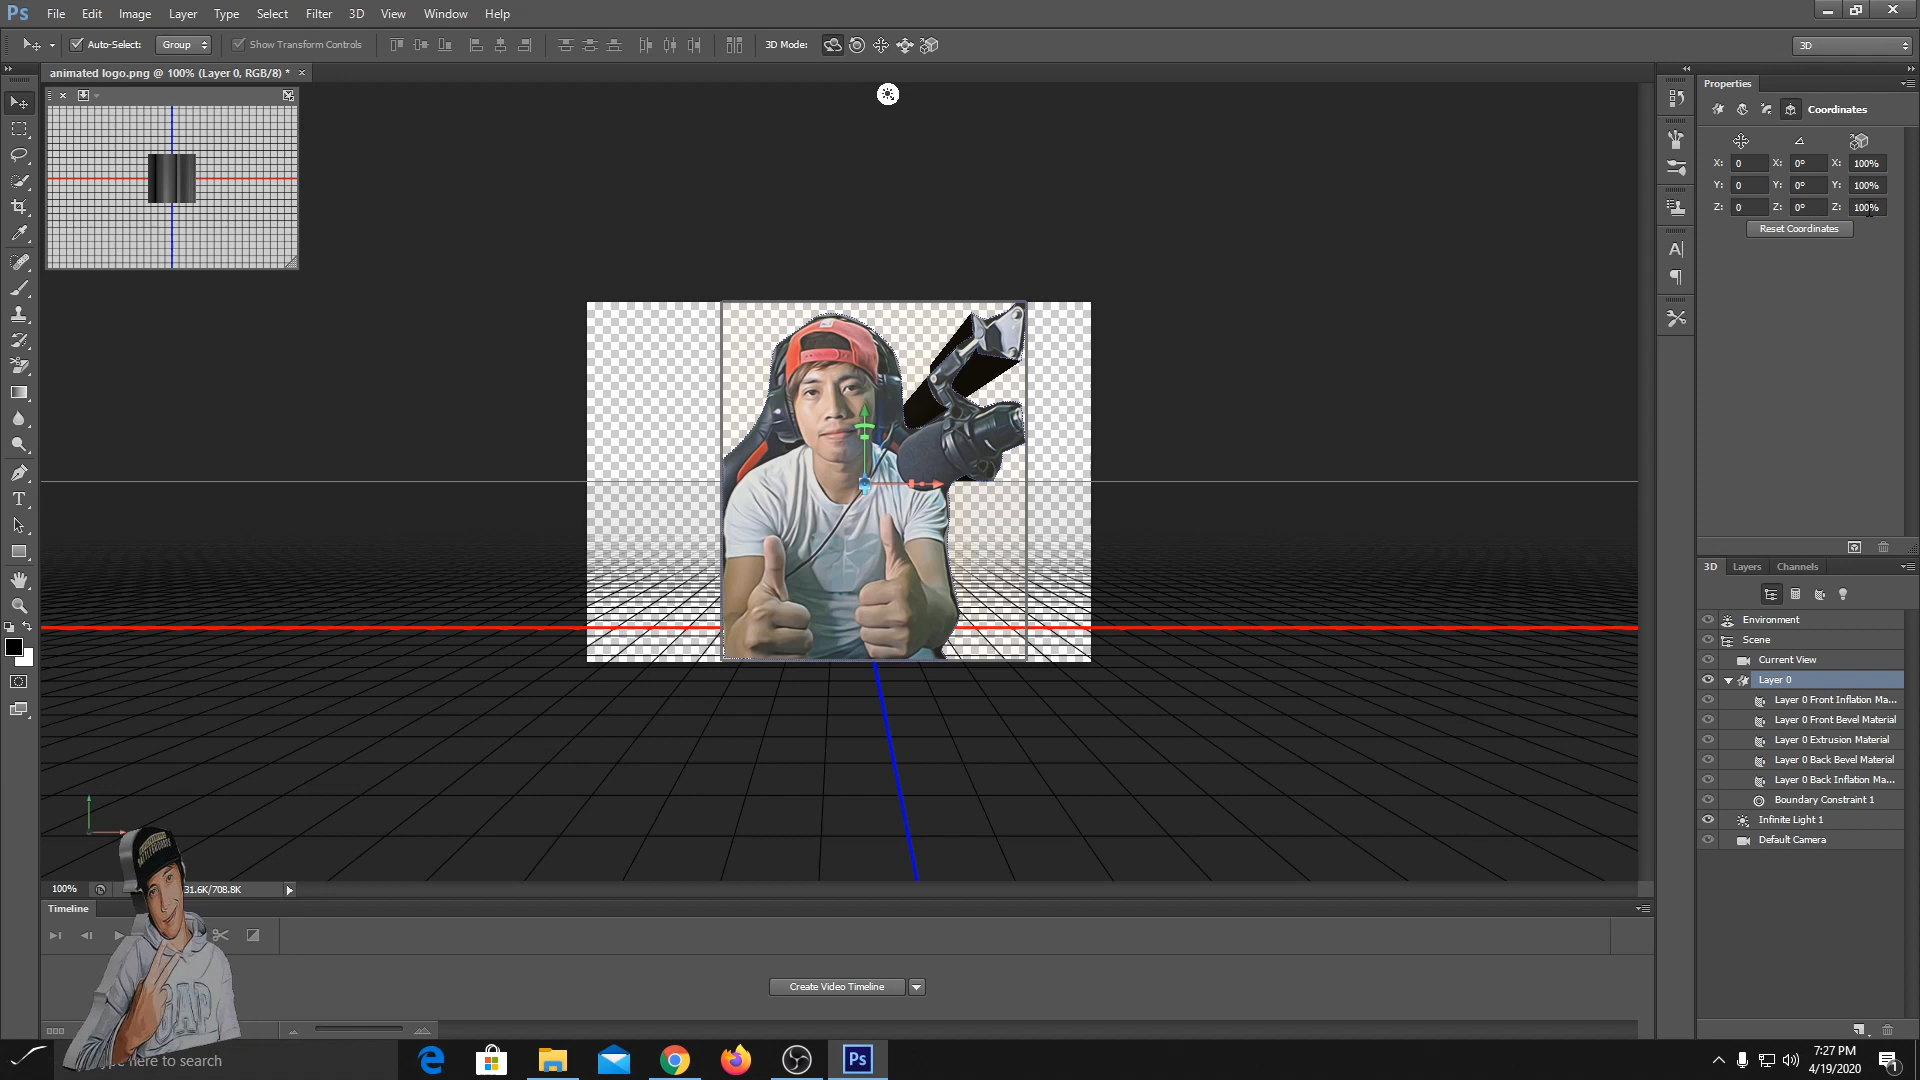 Ps File Edit Image Layer Type Select Filter 3D View Window Help
Auto-Select: Group Show Transform Controls 3D Mode: 3D
animated logo.png @ 100% (Layer 0, RGB/8) *
Properties
Coordinates
X: 0 X: 0° X: 100%
Y: 0 Y: 0° Y: 100%
Z: 0 Z: 0° Z: 100%
Reset Coordinates
3D Layers Channels
Environment
Scene
Current View
Layer 0
Layer 0 Front Inflation Ma...
Layer 0 Front Bevel Material
Layer 0 Extrusion Material
Layer 0 Back Bevel Material
Layer 0 Back Inflation Ma...
Boundary Constraint 1
Infinite Light 1
Default Camera
100% 31.6K/708.8K
Timeline
Create Video Timeline
GAP
here to search
Ps
7:27 PM
4/19/2020
1